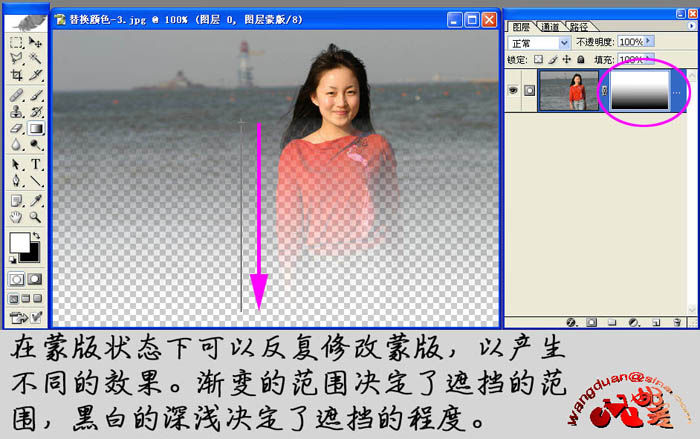 替换颜色-3.jpg @ 100% (图层 0, 图层蒙版/8)
图层 通道 路径
正常 不透明度: 100%
锁定: 填充: 100%
在蒙版状态下可以反复修改蒙版，以产生
不同的效果。渐变的范围决定了遮挡的范
围，黑白的深浅决定了遮挡的程度。